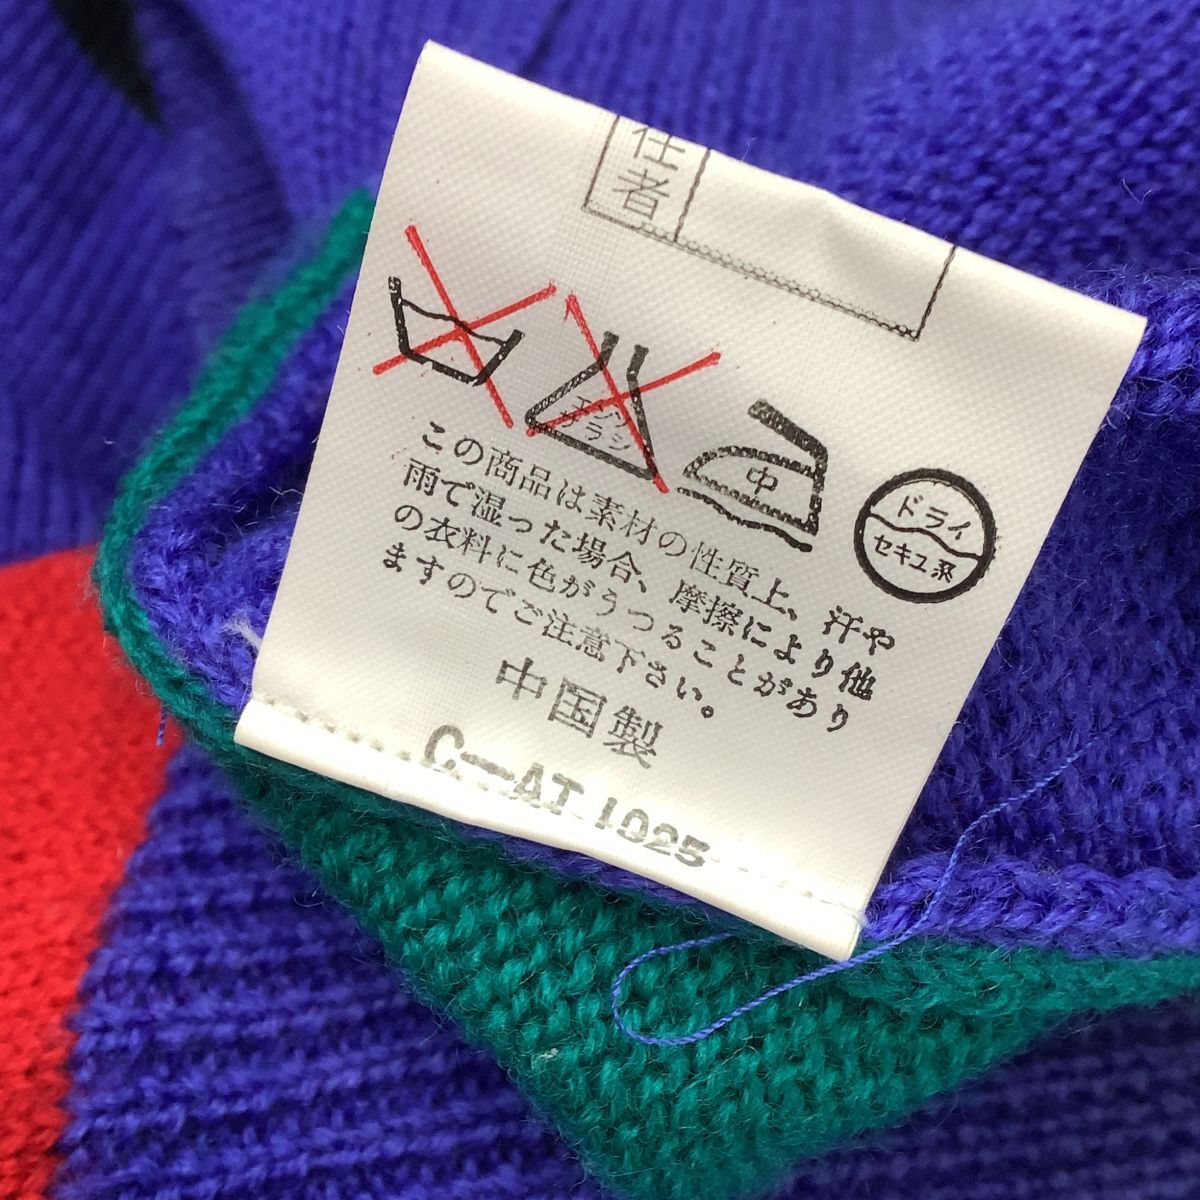 任
者
エンソ
サラシ
中
ドライ
セキユ系
この商品は素材の性質上、汗や
雨で湿った場合、摩擦により他
の衣料に色がうつることがあり
ますのでご注意下さい。
中国製
C-AT 1025